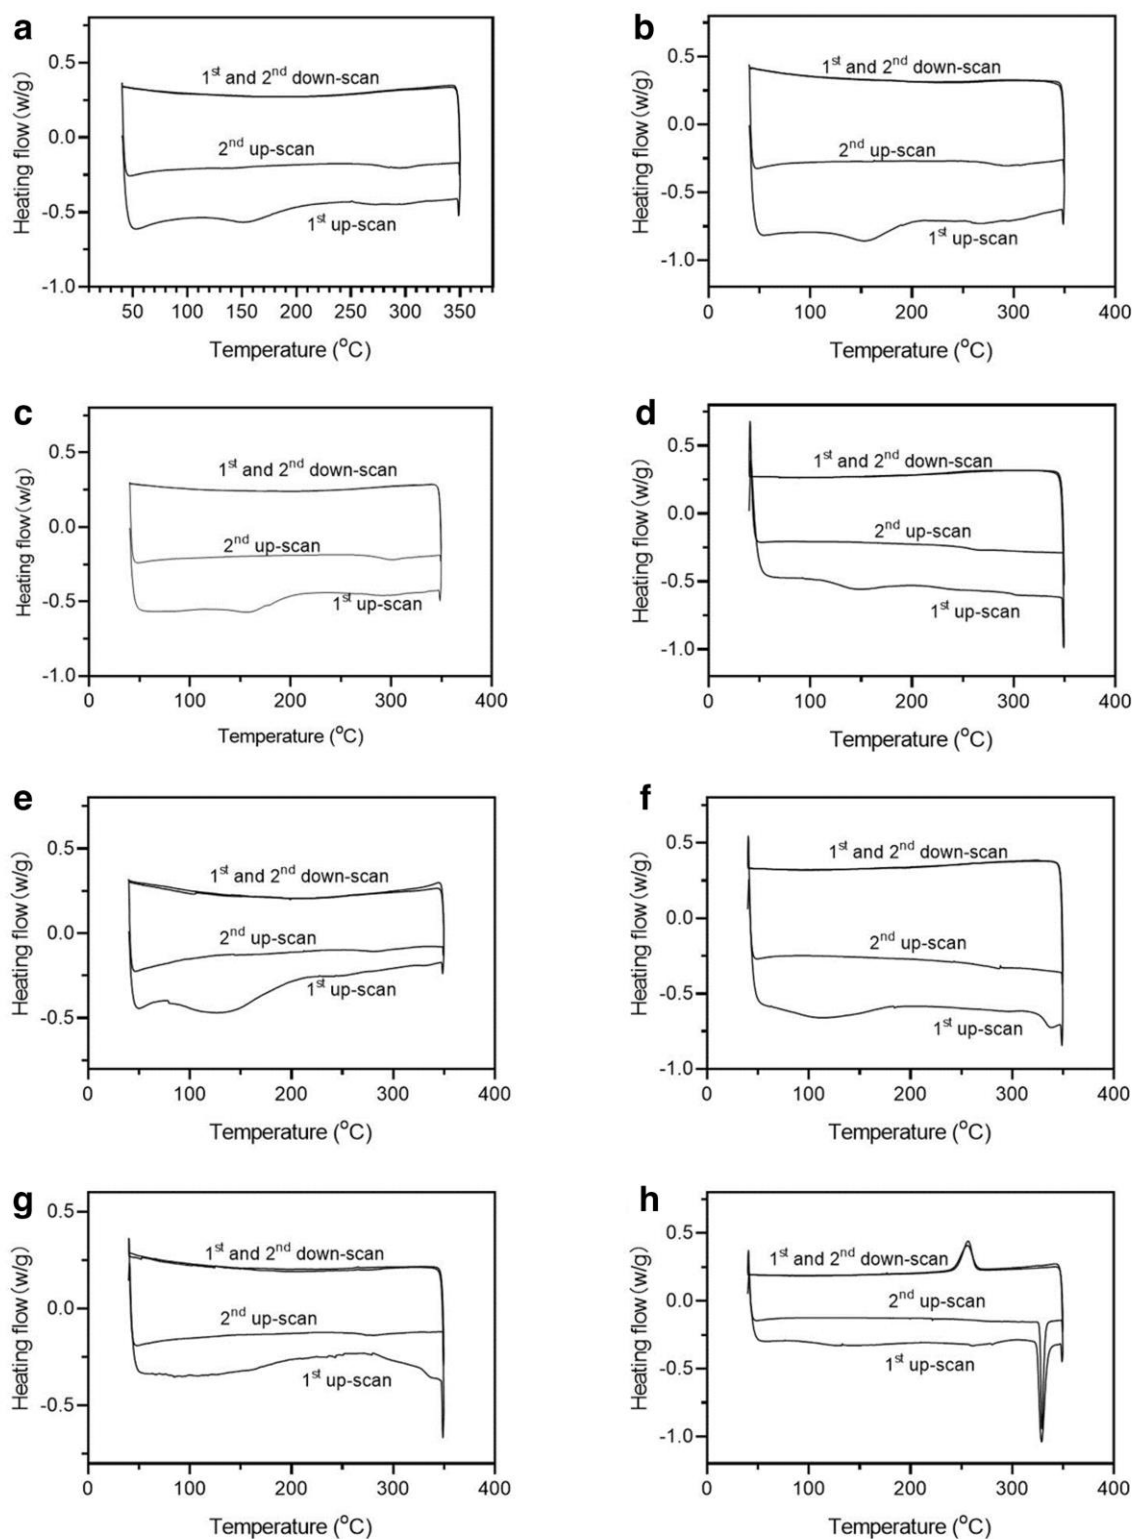 a
0.5
0.0
-0.5
-1.0
Heating flow (w/g)
1st and 2nd down-scan
2nd up-scan
1st up-scan
50 100 150 200 250 300 350
Temperature (°C)
b
0.5
0.0
-0.5
-1.0
Heating flow (w/g)
1st and 2nd down-scan
2nd up-scan
1st up-scan
0 100 200 300 400
Temperature (°C)
c
0.5
0.0
-0.5
-1.0
Heating flow (w/g)
1st and 2nd down-scan
2nd up-scan
1st up-scan
0 100 200 300 400
Temperature (°C)
d
0.5
0.0
-0.5
-1.0
Heating flow (w/g)
1st and 2nd down-scan
2nd up-scan
1st up-scan
0 100 200 300 400
Temperature (°C)
e
0.5
0.0
-0.5
Heating flow (w/g)
1st and 2nd down-scan
2nd up-scan
1st up-scan
0 100 200 300 400
Temperature (°C)
f
0.5
0.0
-0.5
-1.0
Heating flow (w/g)
1st and 2nd down-scan
2nd up-scan
1st up-scan
0 100 200 300 400
Temperature (°C)
g
0.5
0.0
-0.5
Heating flow (w/g)
1st and 2nd down-scan
2nd up-scan
1st up-scan
0 100 200 300 400
Temperature (°C)
h
0.5
0.0
-0.5
-1.0
Heating flow (w/g)
1st and 2nd down-scan
2nd up-scan
1st up-scan
0 100 200 300 400
Temperature (°C)